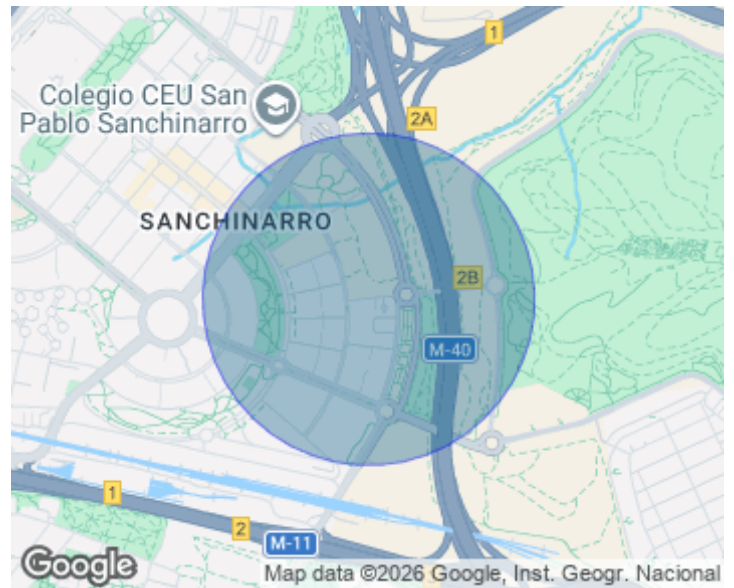 1
Colegio CEU San
Pablo Sanchinarro
2A
SANCHINARRO
2B
M-40
1
2
M-11
Google
Map data ©2026 Google, Inst. Geogr. Nacional